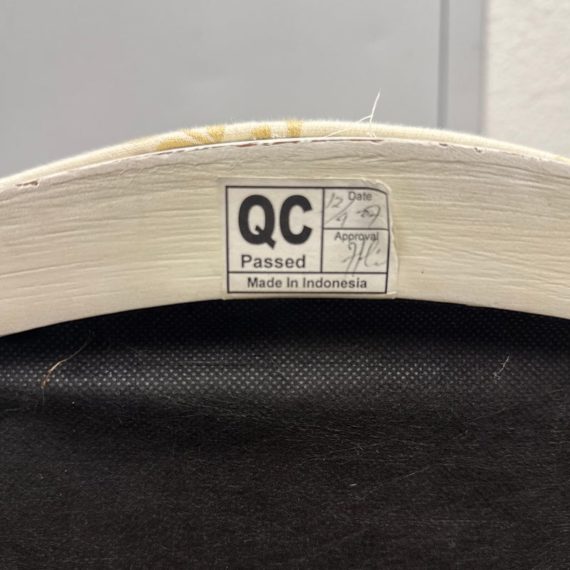 QC
Passed
Date
Approval
Made In Indonesia